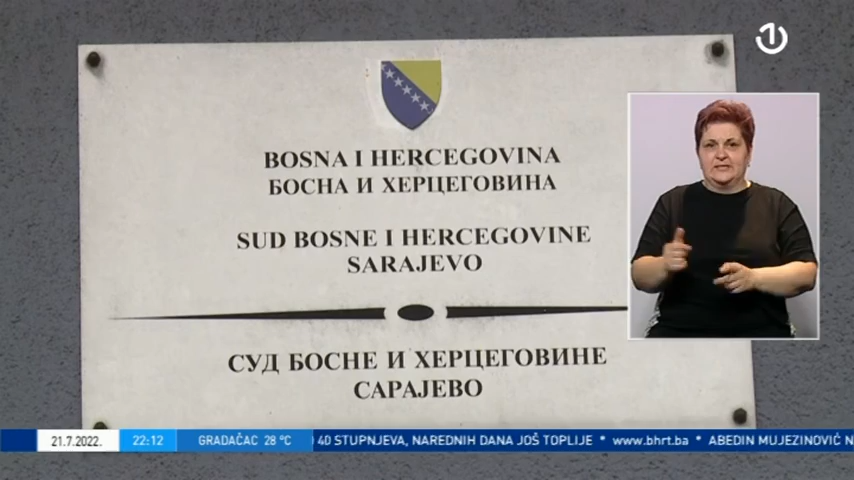 BOSNA I HERCEGOVINA
БОСНА И ХЕРЦЕГОВИНА
SUD BOSNE I HERCEGOVINE
SARAJEVO
СУД БОСНЕ И ХЕРЦЕГОВИНЕ
САРАЈЕВО
21.7.2022. 22:12 GRADAČAC 28 °C 40 STUPNJEVA, NAREDNIH DANA JOŠ TOPLIJE * www.bhrt.ba * ABEDIN MUJEZINOVIĆ